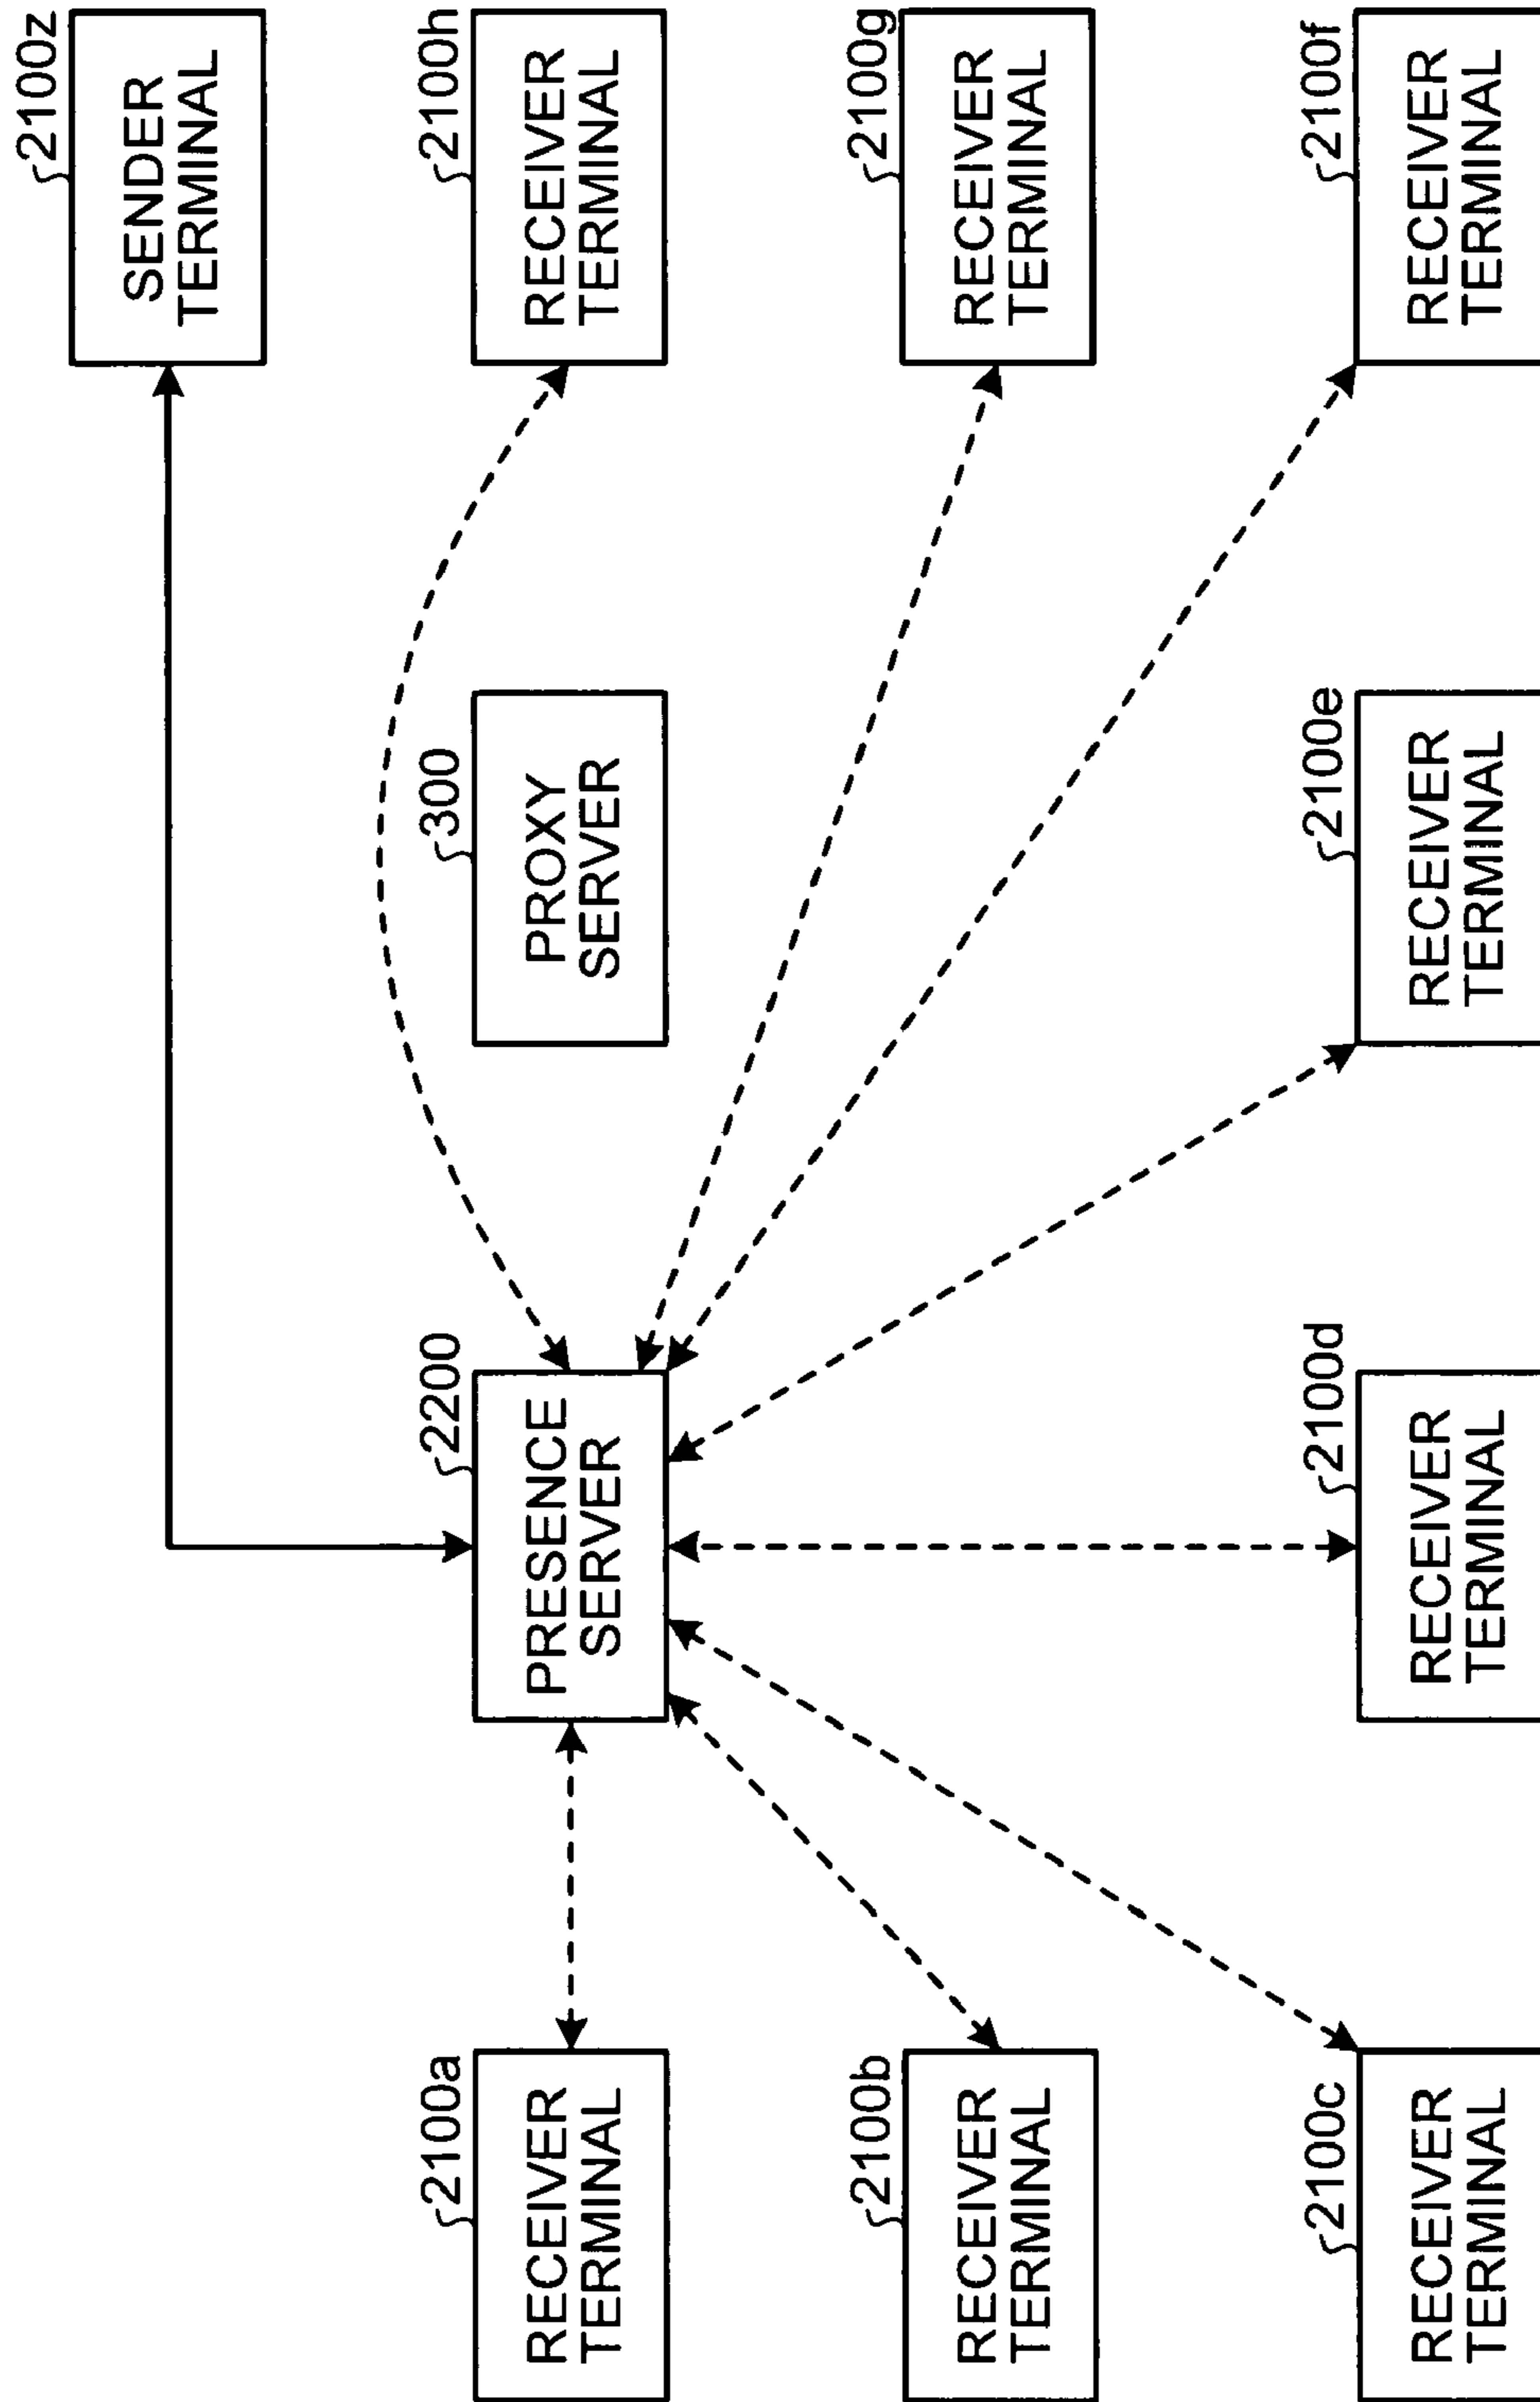 2100z
SENDER
TERMINAL
2100a
RECEIVER
TERMINAL
2200
PRESENCE
SERVER
300
PROXY
SERVER
2100h
RECEIVER
TERMINAL
2100b
RECEIVER
TERMINAL
2100g
RECEIVER
TERMINAL
2100c
RECEIVER
TERMINAL
2100d
RECEIVER
TERMINAL
2100e
RECEIVER
TERMINAL
2100f
RECEIVER
TERMINAL